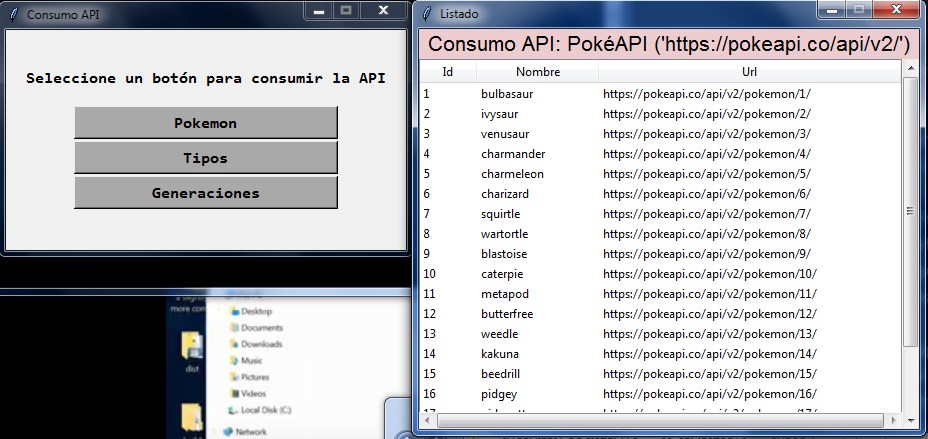 Consumo API
Seleccione un botón para consumir la API
Pokemon
Tipos
Generaciones
more com
dist
Desktop
Documents
Downloads
Music
Pictures
Videos
Local Disk (C:)
Network
Listado
Consumo API: PokéAPI ('https://pokeapi.co/api/v2/')
Id Nombre Url
1 bulbasaur https://pokeapi.co/api/v2/pokemon/1/
2 ivysaur https://pokeapi.co/api/v2/pokemon/2/
3 venusaur https://pokeapi.co/api/v2/pokemon/3/
4 charmander https://pokeapi.co/api/v2/pokemon/4/
5 charmeleon https://pokeapi.co/api/v2/pokemon/5/
6 charizard https://pokeapi.co/api/v2/pokemon/6/
7 squirtle https://pokeapi.co/api/v2/pokemon/7/
8 wartortle https://pokeapi.co/api/v2/pokemon/8/
9 blastoise https://pokeapi.co/api/v2/pokemon/9/
10 caterpie https://pokeapi.co/api/v2/pokemon/10/
11 metapod https://pokeapi.co/api/v2/pokemon/11/
12 butterfree https://pokeapi.co/api/v2/pokemon/12/
13 weedle https://pokeapi.co/api/v2/pokemon/13/
14 kakuna https://pokeapi.co/api/v2/pokemon/14/
15 beedrill https://pokeapi.co/api/v2/pokemon/15/
16 pidgey https://pokeapi.co/api/v2/pokemon/16/